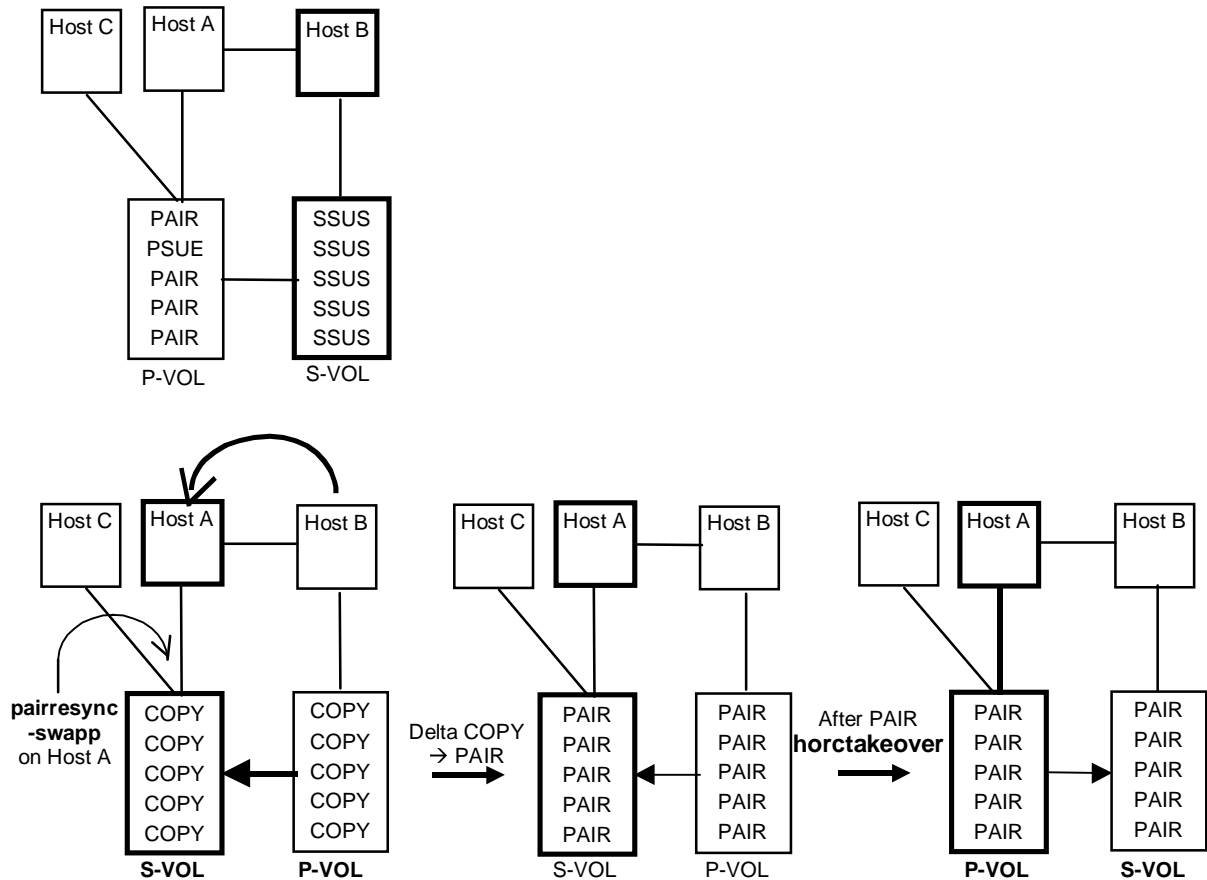 Host C
Host A
Host B
PAIR
PSUE
PAIR
PAIR
PAIR
P-VOL
SSUS
SSUS
SSUS
SSUS
SSUS
S-VOL
Host C
Host A
Host B
pairresync
-swapp
on Host A
COPY
COPY
COPY
COPY
COPY
S-VOL
COPY
COPY
COPY
COPY
COPY
P-VOL
Delta COPY
→ PAIR
Host C
Host A
Host B
PAIR
PAIR
PAIR
PAIR
PAIR
S-VOL
PAIR
PAIR
PAIR
PAIR
PAIR
P-VOL
After PAIR
horctakeover
Host C
Host A
Host B
PAIR
PAIR
PAIR
PAIR
PAIR
P-VOL
PAIR
PAIR
PAIR
PAIR
PAIR
S-VOL